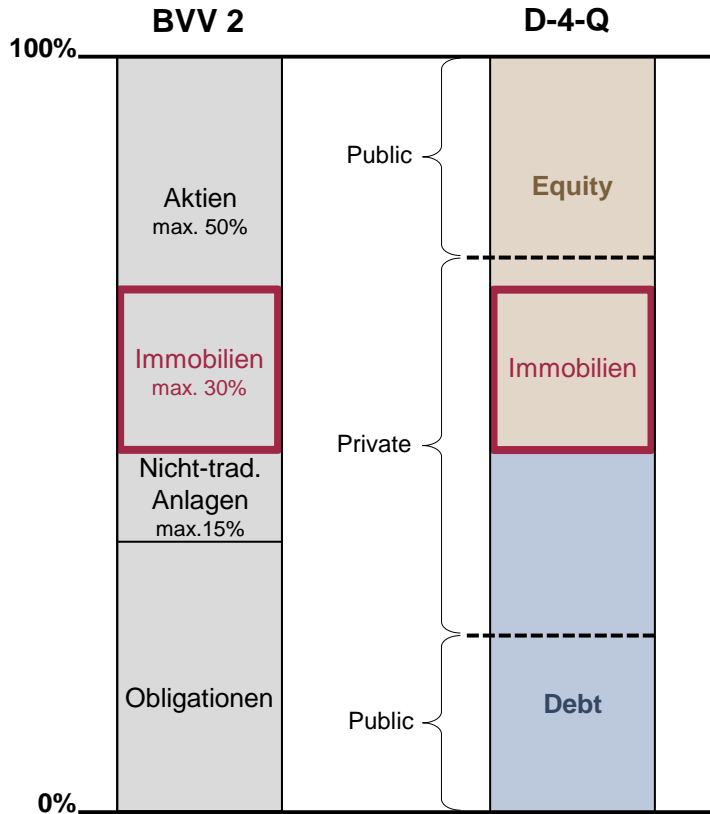 BVV 2
D-4-Q
100%
Public
Equity
Aktien
max. 50%
Immobilien
max. 30%
Immobilien
Private
Nicht-trad.
Anlagen
max.15%
Obligationen
Public
Debt
0%